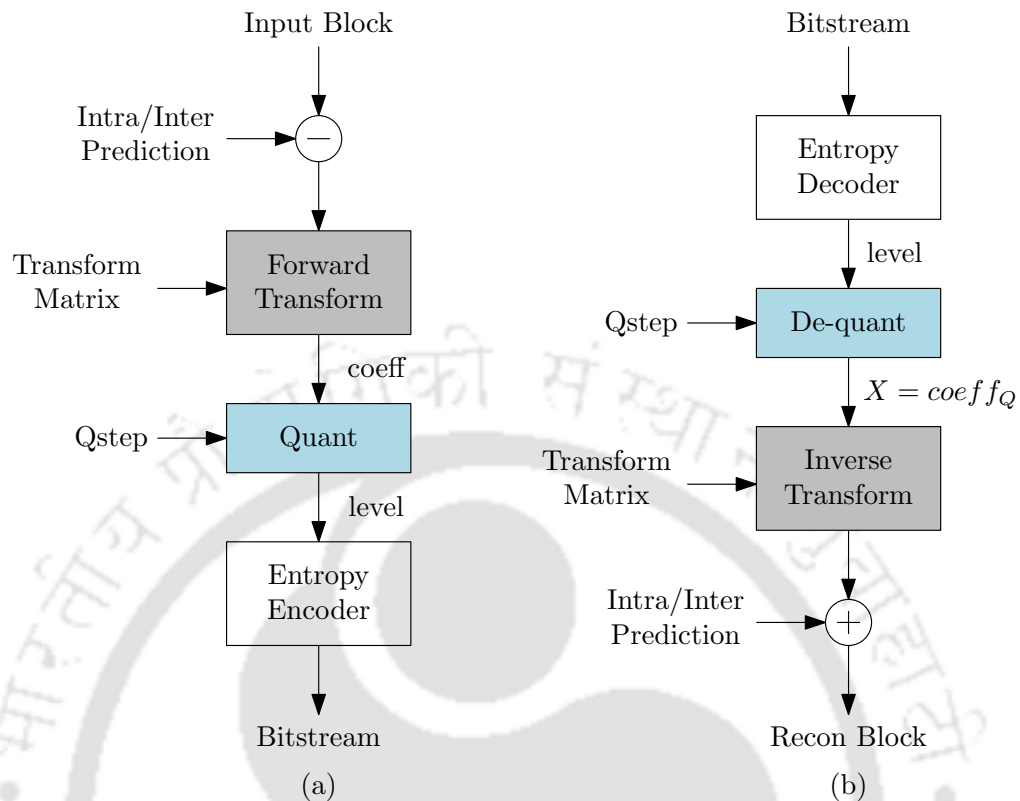 Input Block
Intra/Inter
Prediction
−
Transform
Matrix
Forward
Transform
coeff
Qstep
Quant
level
Entropy
Encoder
Bitstream
(a)
Bitstream
Entropy
Decoder
level
Qstep
De-quant
X = coeff_Q
Transform
Matrix
Inverse
Transform
Intra/Inter
Prediction
+
Recon Block
(b)